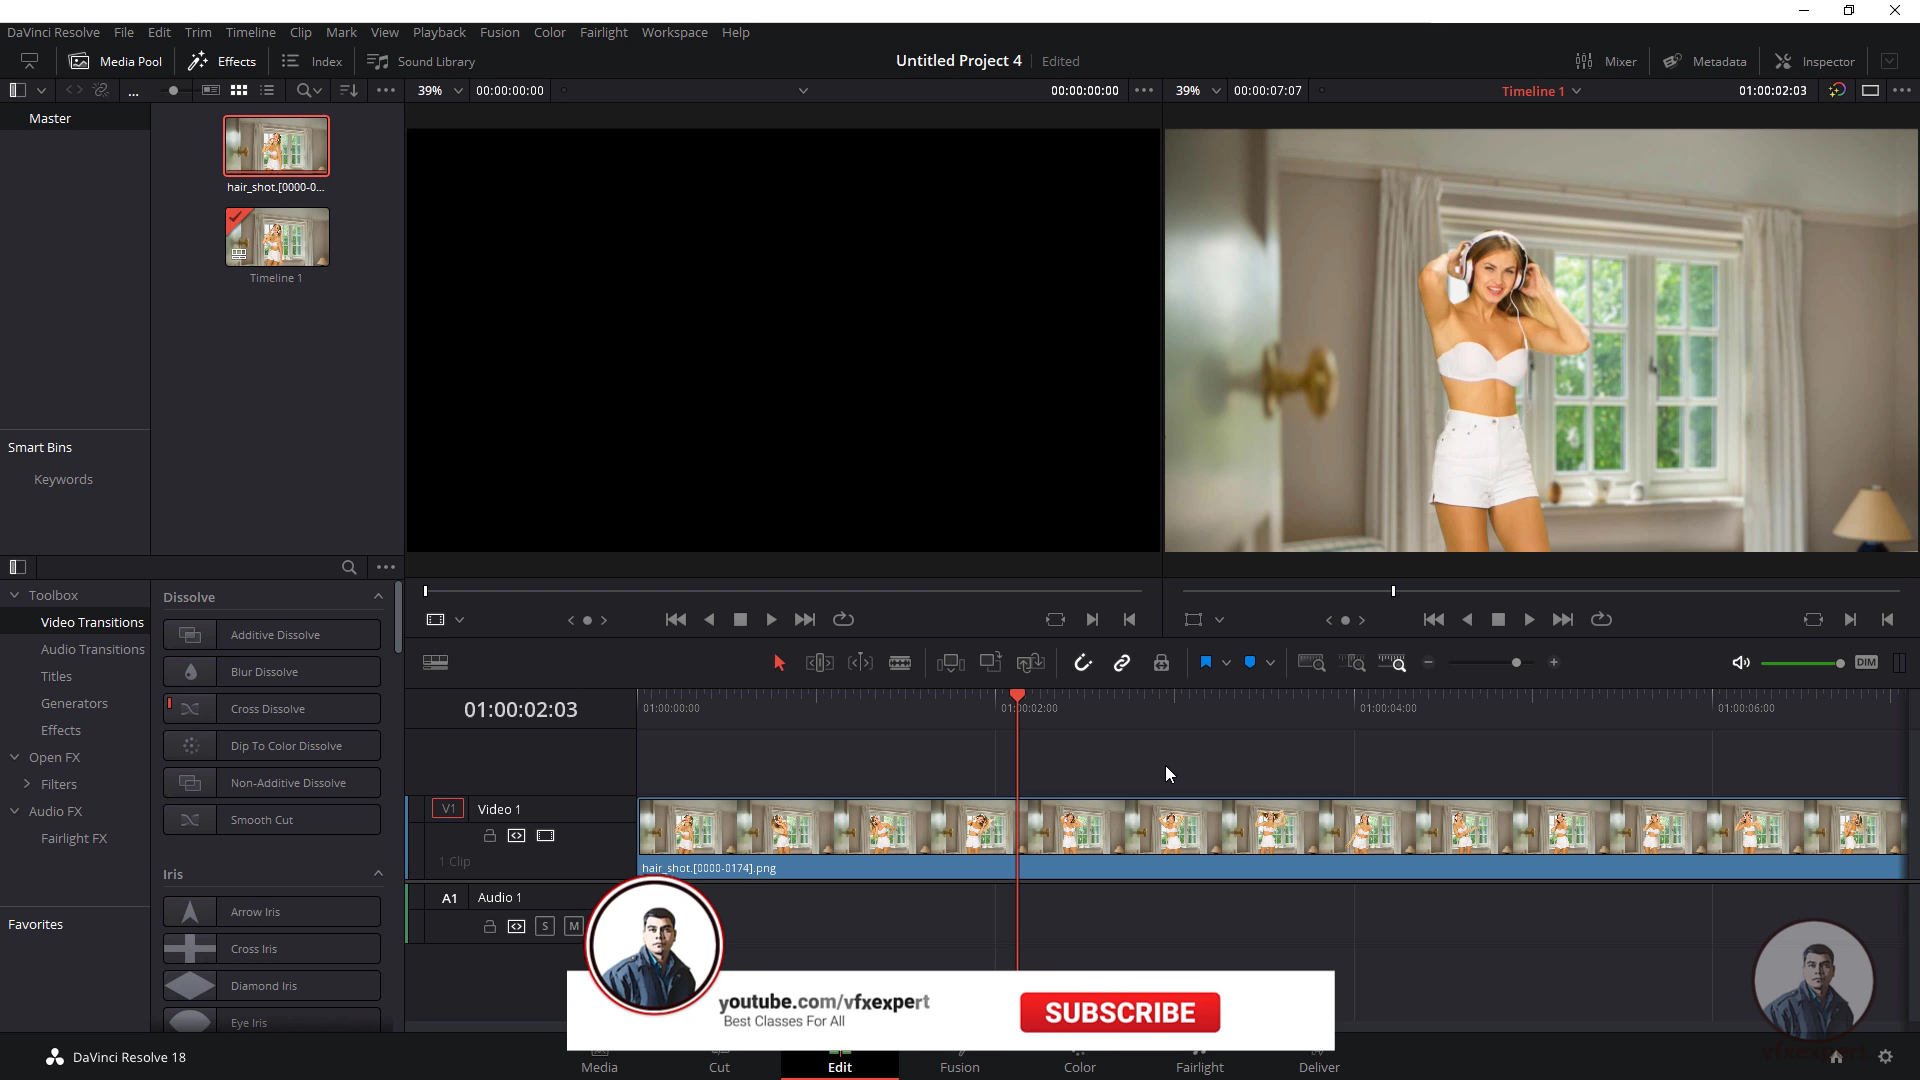 DaVinci Resolve File Edit Trim Timeline Clip Mark View Playback Fusion Color Fairlight Workspace Help
Media Pool Effects Index Sound Library Untitled Project 4 Edited Mixer Metadata Inspector
... 39% 00:00:00:00 00:00:00:00 39% 00:00:07:07 Timeline 1 01:00:02:03
Master
hair_shot.[0000-0...
Timeline 1
Smart Bins
Keywords
Toolbox
Video Transitions
Audio Transitions
Titles
Generators
Effects
Open FX
Filters
Audio FX
Fairlight FX
Favorites
Dissolve
Additive Dissolve
Blur Dissolve
Cross Dissolve
Dip To Color Dissolve
Non-Additive Dissolve
Smooth Cut
Iris
Arrow Iris
Cross Iris
Diamond Iris
Eye Iris
DIM
01:00:02:03 01:00:00:00 01:00:02:00 01:00:04:00 01:00:06:00
V1 Video 1
1 Clip
hair_shot.[0000-0174].png
A1 Audio 1
S M
youtube.com/vfxexpert
Best Classes For All
SUBSCRIBE
DaVinci Resolve 18
Media Cut Edit Fusion Color Fairlight Deliver